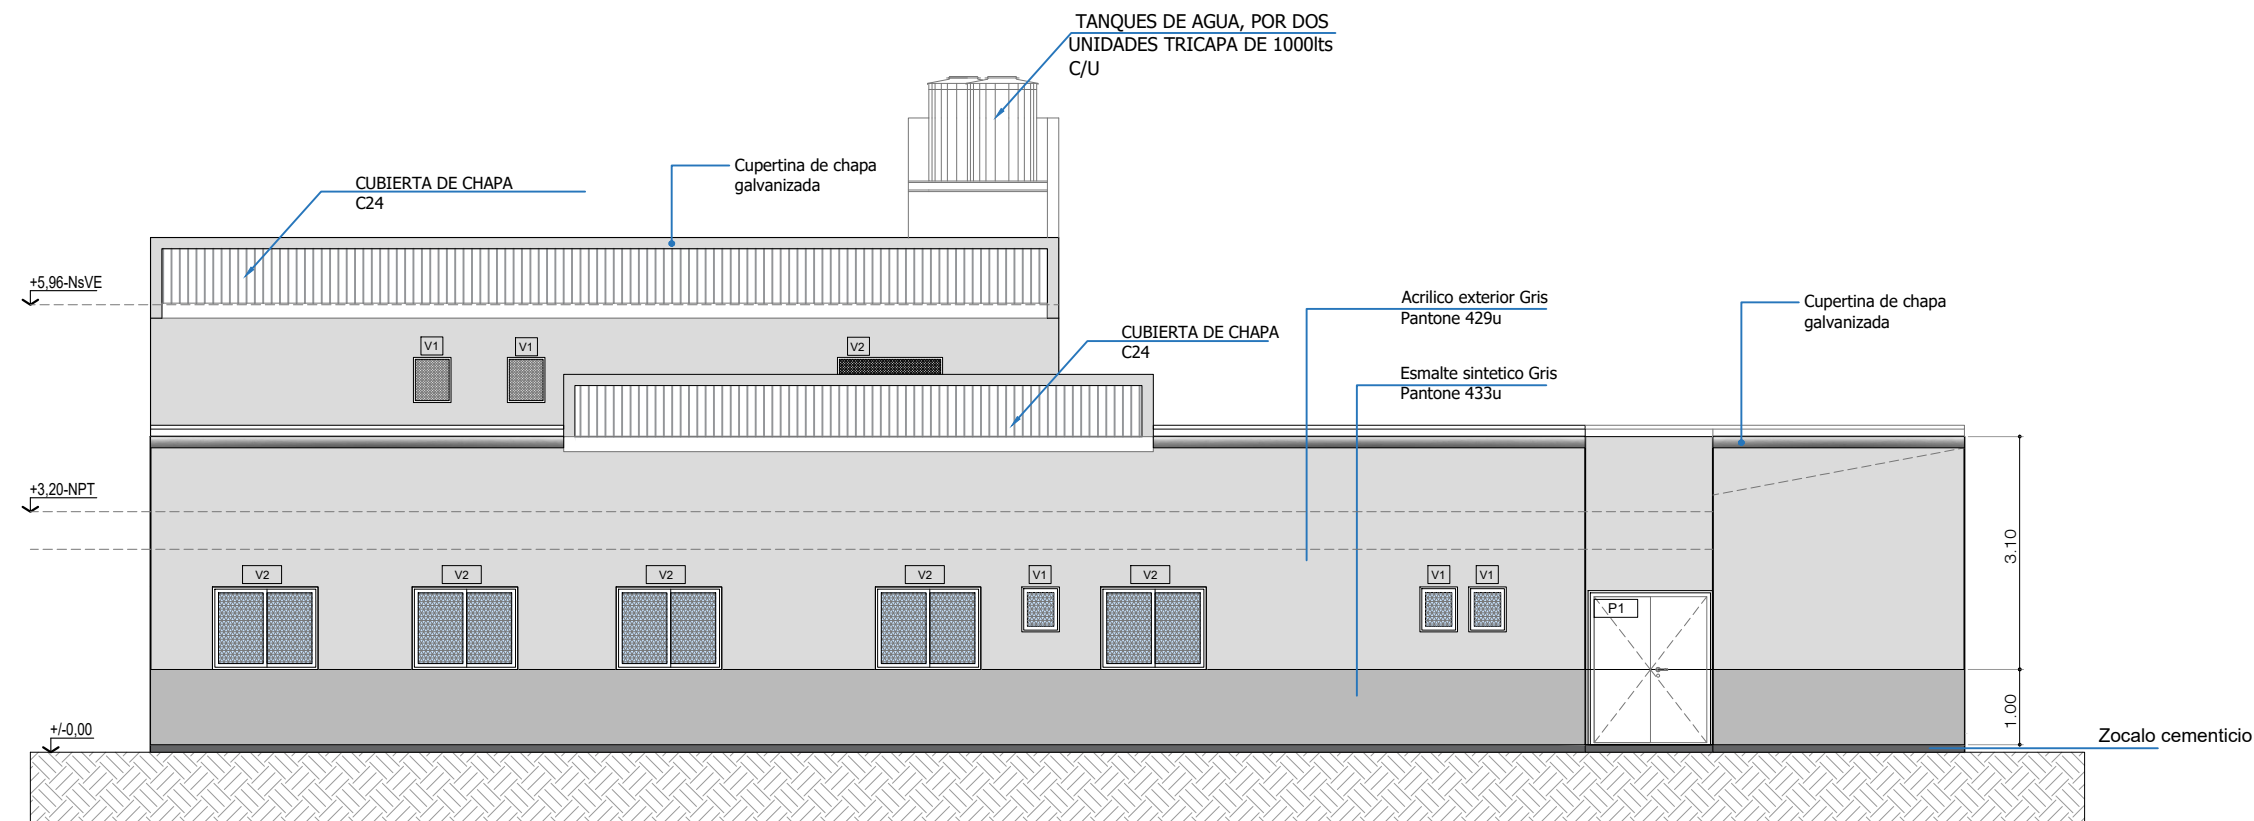 TANQUES DE AGUA, POR DOS
UNIDADES TRICAPA DE 1000lts
C/U
Cupertina de chapa
galvanizada
CUBIERTA DE CHAPA
C24
+5,96-NsVE
Acrilico exterior Gris
Pantone 429u
Cupertina de chapa
galvanizada
CUBIERTA DE CHAPA
C24
V1
V1
V2
Esmalte sintetico Gris
Pantone 433u
+3,20-NPT
3.10
V2
V2
V2
V2
V1
V2
V1
V1
P1
1.00
+/-0,00
Zocalo cementicio